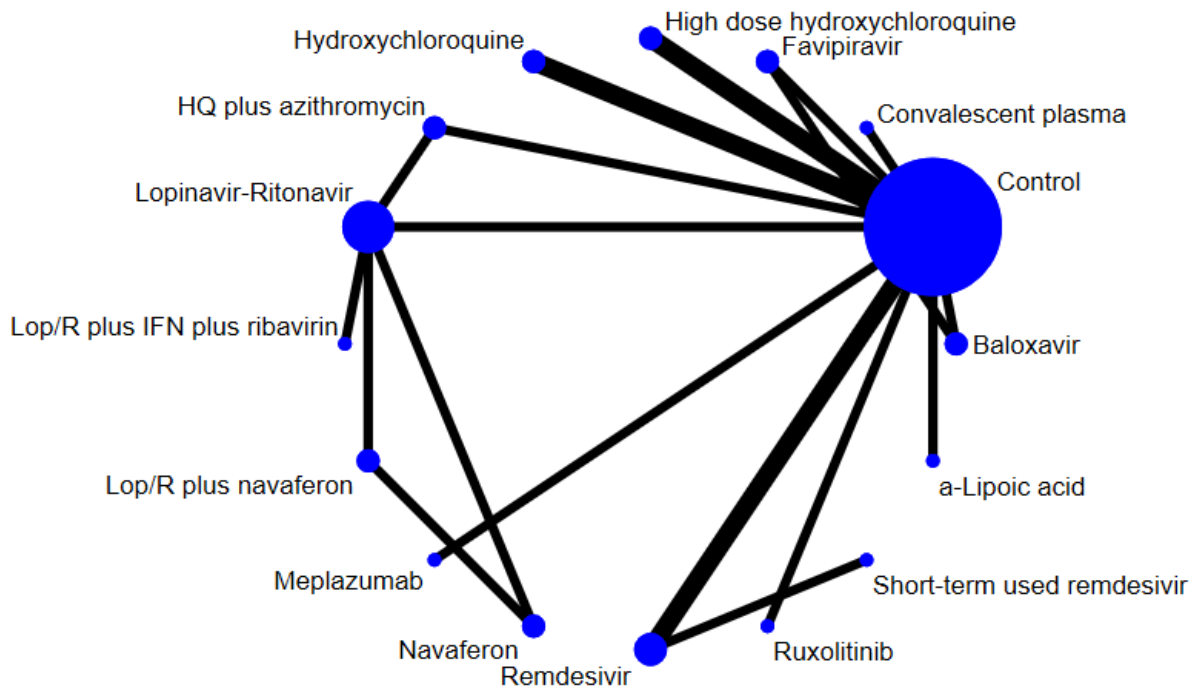 High dose hydroxychloroquine
Hydroxychloroquine
Favipiravir
HQ plus azithromycin
Convalescent plasma
Control
Lopinavir-Ritonavir
Lop/R plus IFN plus ribavirin
Baloxavir
Lop/R plus navaferon
a-Lipoic acid
Meplazumab
Short-term used remdesivir
Navaferon
Ruxolitinib
Remdesivir